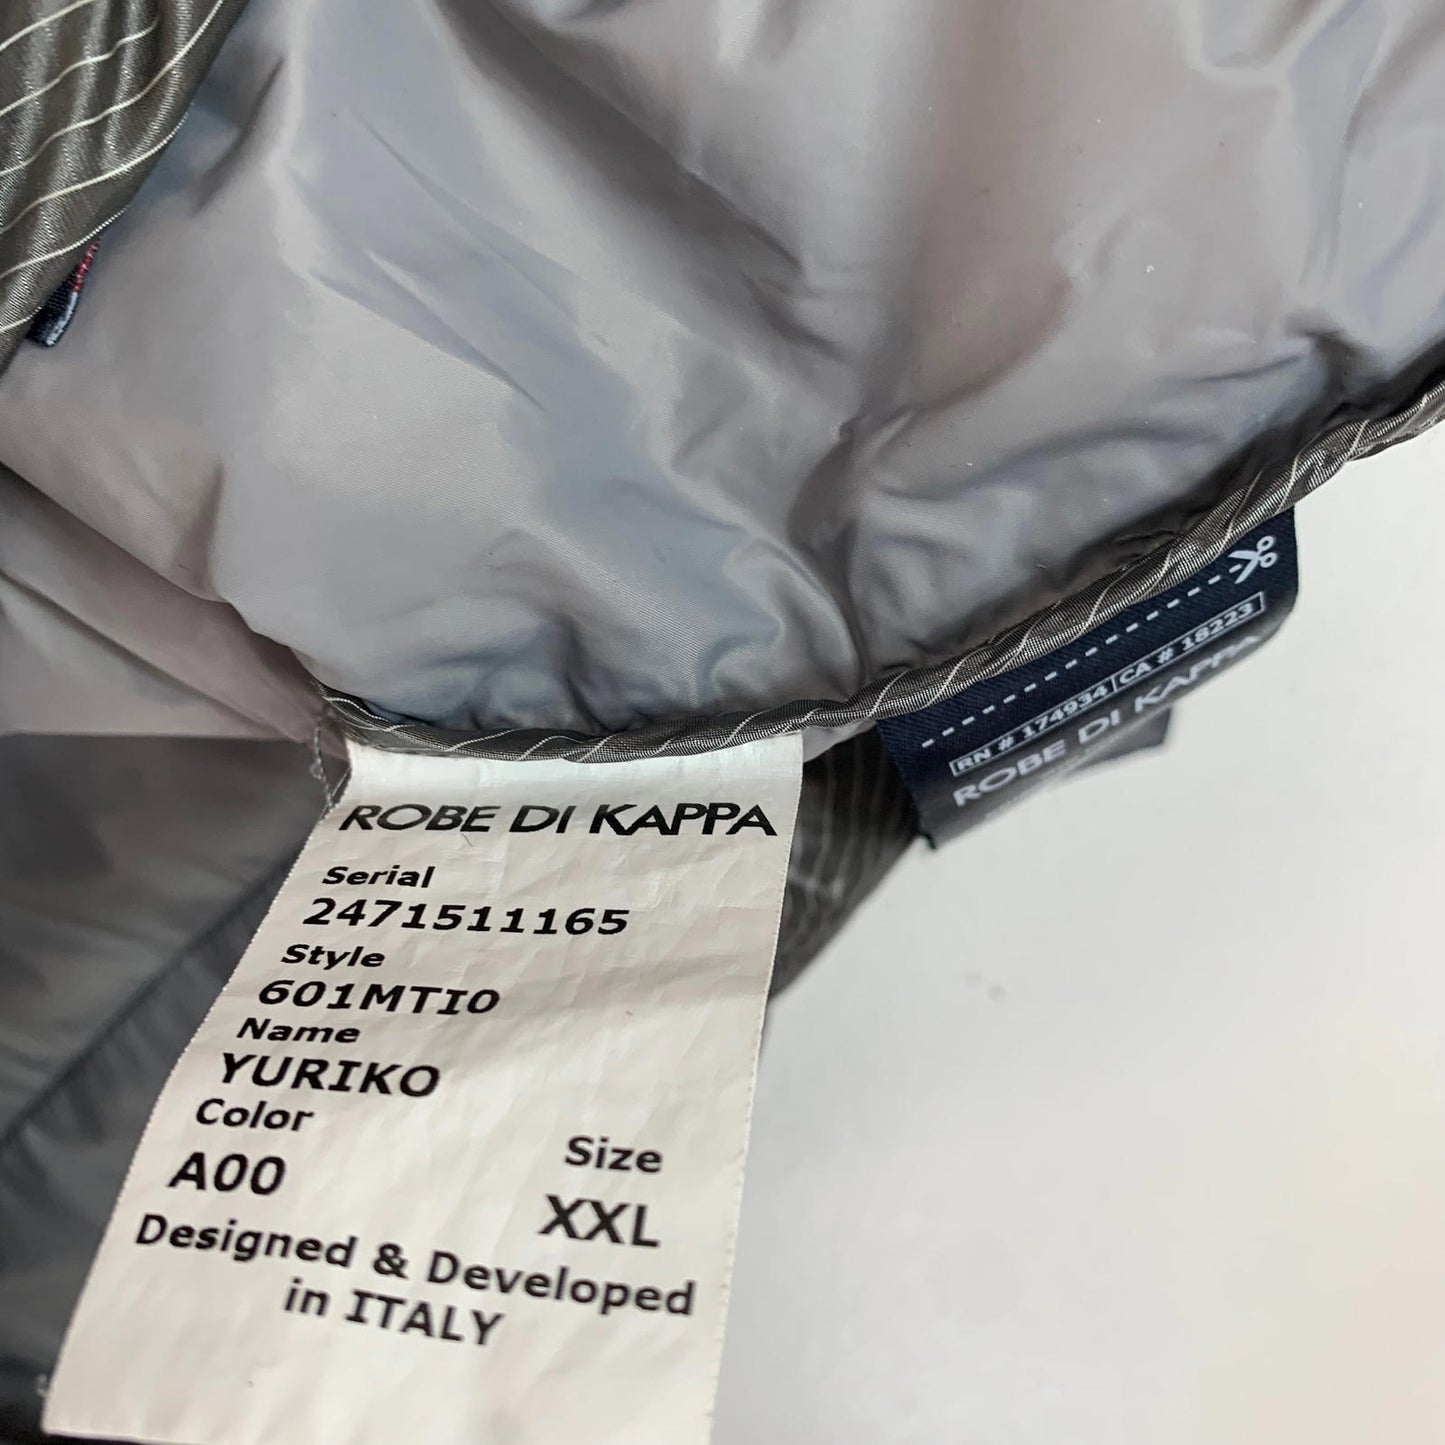 ROBE DI KAPPA
Serial
2471511165
Style
601MTI0
Name
YURIKO
Color
A00
Size
XXL
Designed & Developed
in ITALY
RN # 174934 CA # 18223
ROBE DI KAPPA